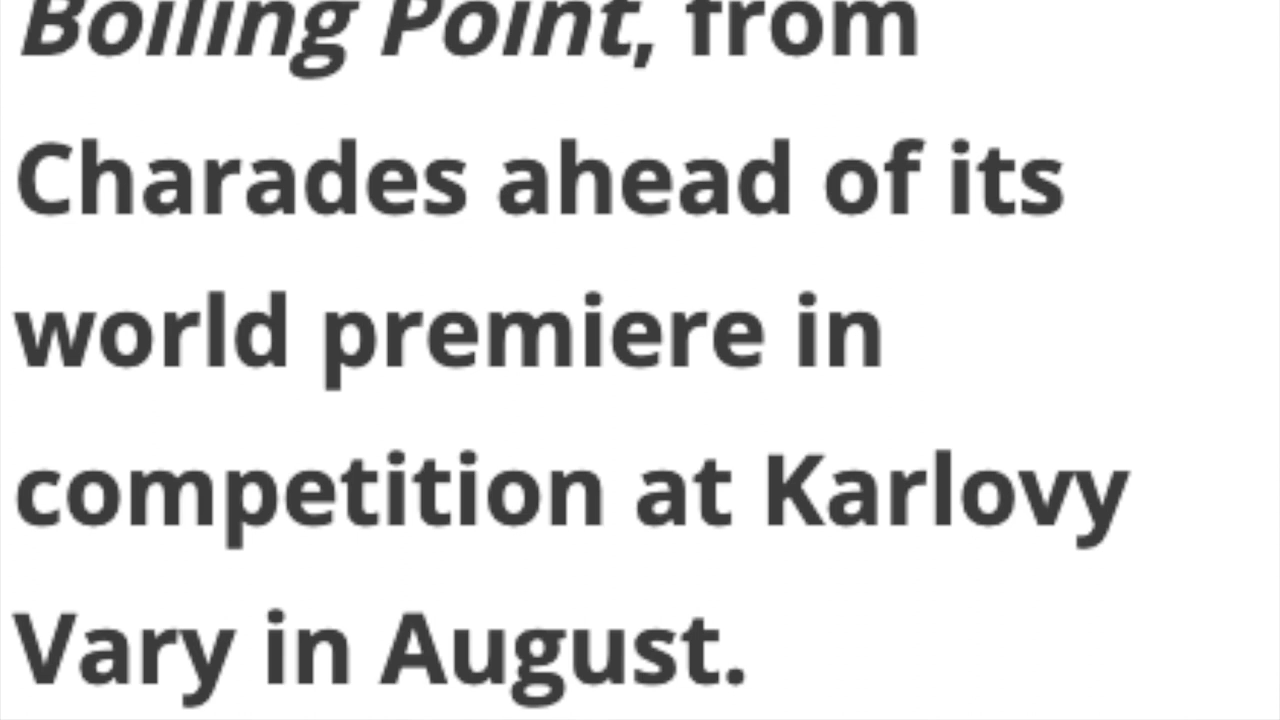 Boiling Point, from
Charades ahead of its
world premiere in
competition at Karlovy
Vary in August.